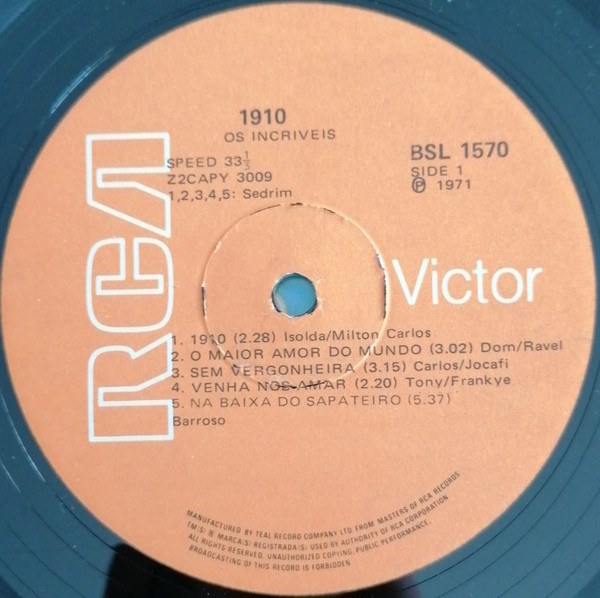 1910
OS INCRIVEIS
SPEED 33⅓
Z2CAPY 3009
1,2,3,4,5: Sedrim
BSL 1570
SIDE 1
℗ 1971
RCA
Victor
1. 1910 (2.28) Isolda/Milton Carlos
2. O MAIOR AMOR DO MUNDO (3.02) Dom/Ravel
3. SEM VERGONHEIRA (3.15) Carlos/Jocafi
4. VENHA NOS AMAR (2.20) Tony/Frankye
5. NA BAIXA DO SAPATEIRO (5.37)
Barroso
MANUFACTURED BY TEAL RECORD COMPANY LTD. FROM MASTERS OF RCA RECORDS
TM(S) ® MARCA(S) REGISTRADA(S) USED BY AUTHORITY OF RCA CORPORATION
ALL RIGHTS RESERVED. UNAUTHORIZED COPYING, PUBLIC PERFORMANCE,
BROADCASTING OF THIS RECORD IS FORBIDDEN